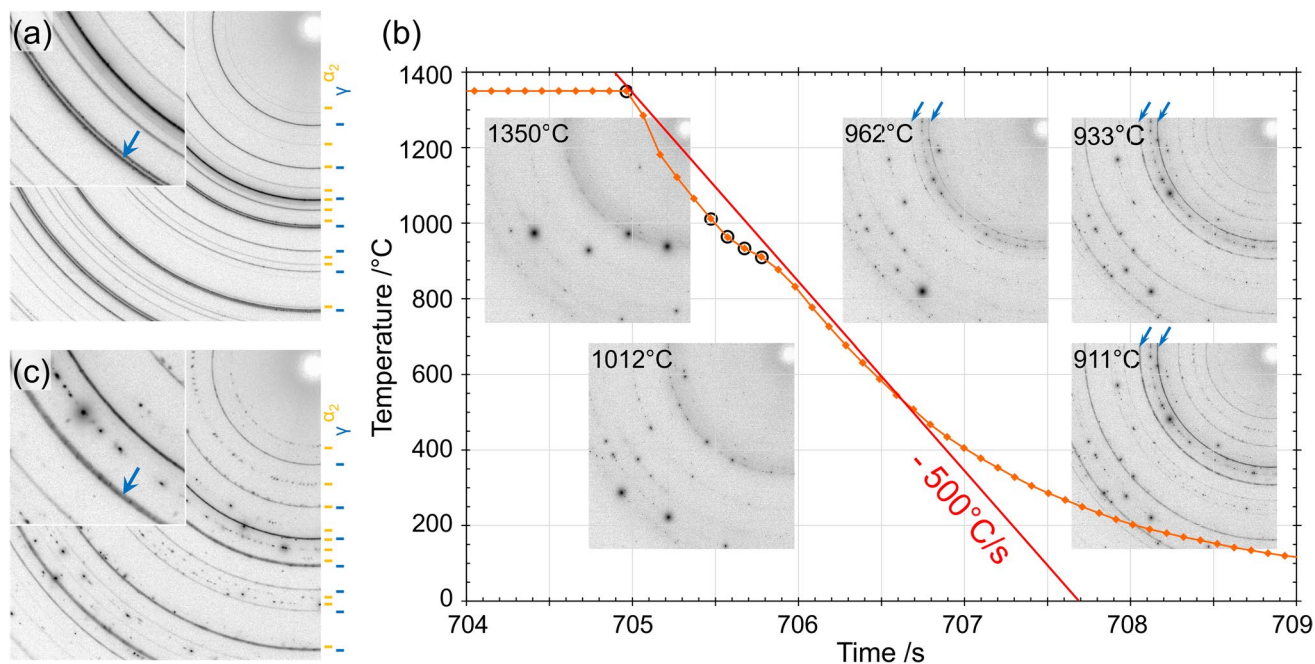 (a)
α₂
γ
(b)
1400
1200
1000
800
600
400
200
0
Temperature /°C
1350°C
962°C
933°C
1012°C
911°C
- 500°C/s
704
705
706
707
708
709
Time /s
(c)
α₂
γ